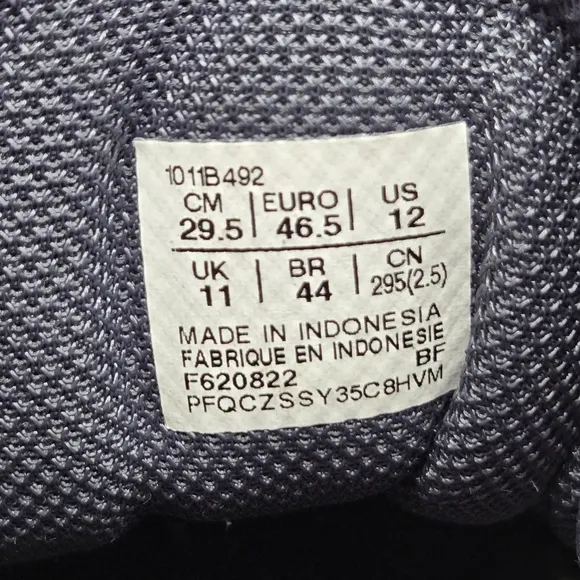 1011B492
CM | EURO | US
29.5 | 46.5 | 12
UK | BR | CN
11 | 44 | 295(2.5)
MADE IN INDONESIA
FABRIQUE EN INDONESIE
F620822 BF
PFQCZSSY35C8HVM